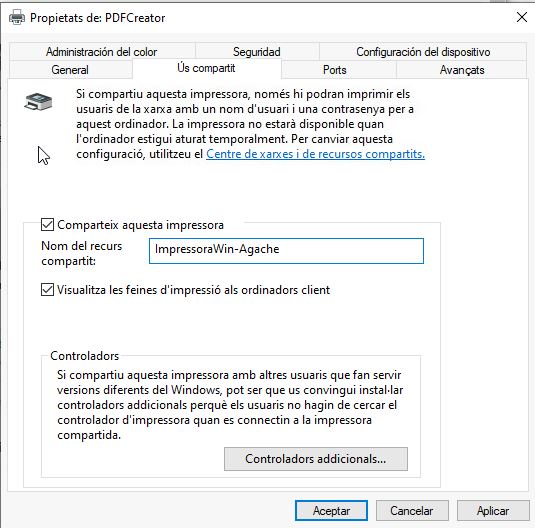 Propietats de: PDFCreator
Administración del color
Seguridad
Configuración del dispositivo
General
Ús compartit
Ports
Avançats
Si compartiu aquesta impressora, només hi podran imprimir els
usuaris de la xarxa amb un nom d'usuari i una contrasenya per a
aquest ordinador. La impressora no estarà disponible quan
l'ordinador estigui aturat temporalment. Per canviar aquesta
configuració, utilitzeu el Centre de xarxes i de recursos compartits.
Comparteix aquesta impressora
Nom del recurs
compartit:
ImpressoraWin-Agache
Visualitza les feines d'impressió als ordinadors client
Controladors
Si compartiu aquesta impressora amb altres usuaris que fan servir
versions diferents del Windows, pot ser que us convingui instal·lar
controladors addicionals perquè els usuaris no hagin de cercar el
controlador d'impressora quan es connectin a la impressora
compartida.
Controladors addicionals...
Aceptar
Cancelar
Aplicar